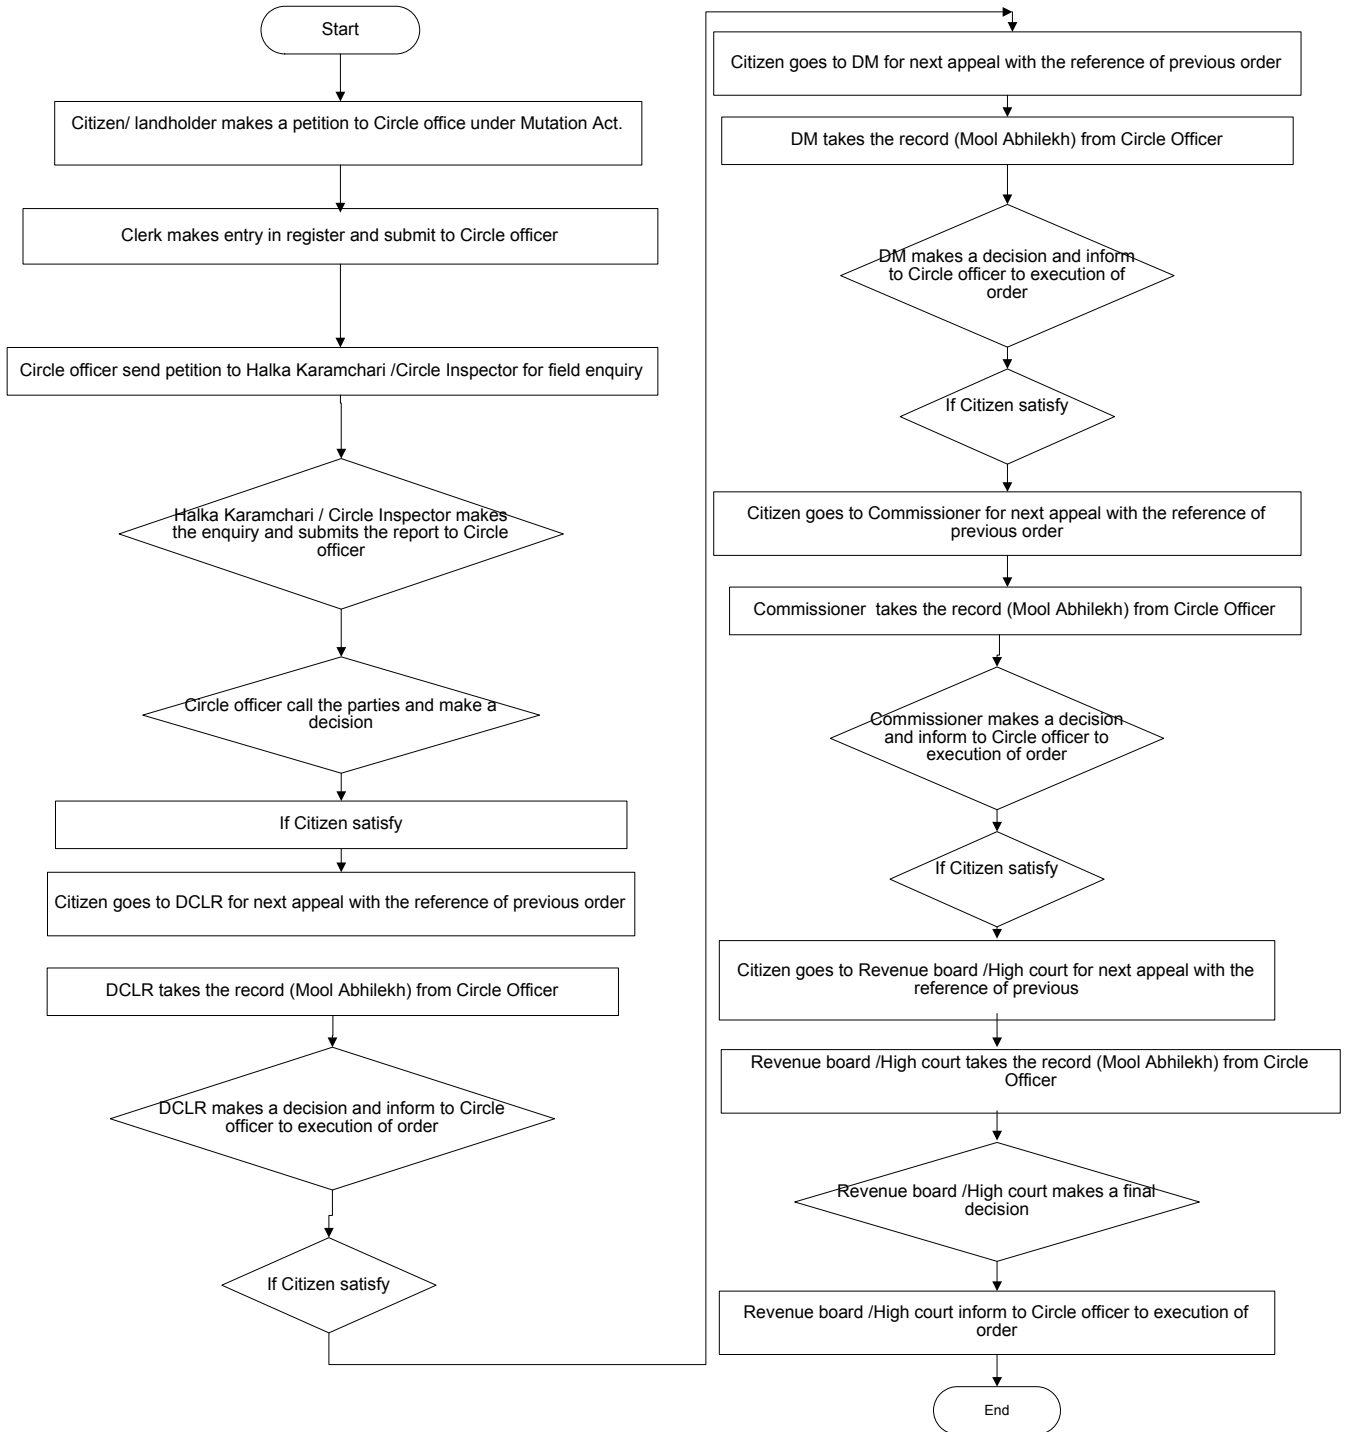 Start
Citizen/ landholder makes a petition to Circle office under Mutation Act.
Clerk makes entry in register and submit to Circle officer
Circle officer send petition to Halka Karamchari /Circle Inspector for field enquiry
Halka Karamchari / Circle Inspector makes
the enquiry and submits the report to Circle
officer
Circle officer call the parties and make a
decision
If Citizen satisfy
Citizen goes to DCLR for next appeal with the reference of previous order
DCLR takes the record (Mool Abhilekh) from Circle Officer
DCLR makes a decision and inform to Circle
officer to execution of order
If Citizen satisfy
Citizen goes to DM for next appeal with the reference of previous order
DM takes the record (Mool Abhilekh) from Circle Officer
DM makes a decision and inform
to Circle officer to execution of
order
If Citizen satisfy
Citizen goes to Commissioner for next appeal with the reference of
previous order
Commissioner  takes the record (Mool Abhilekh) from Circle Officer
Commissioner makes a decision
and inform to Circle officer to
execution of order
If Citizen satisfy
Citizen goes to Revenue board /High court for next appeal with the
reference of previous
Revenue board /High court takes the record (Mool Abhilekh) from Circle
Officer
Revenue board /High court makes a final
decision
Revenue board /High court inform to Circle officer to execution of
order
End